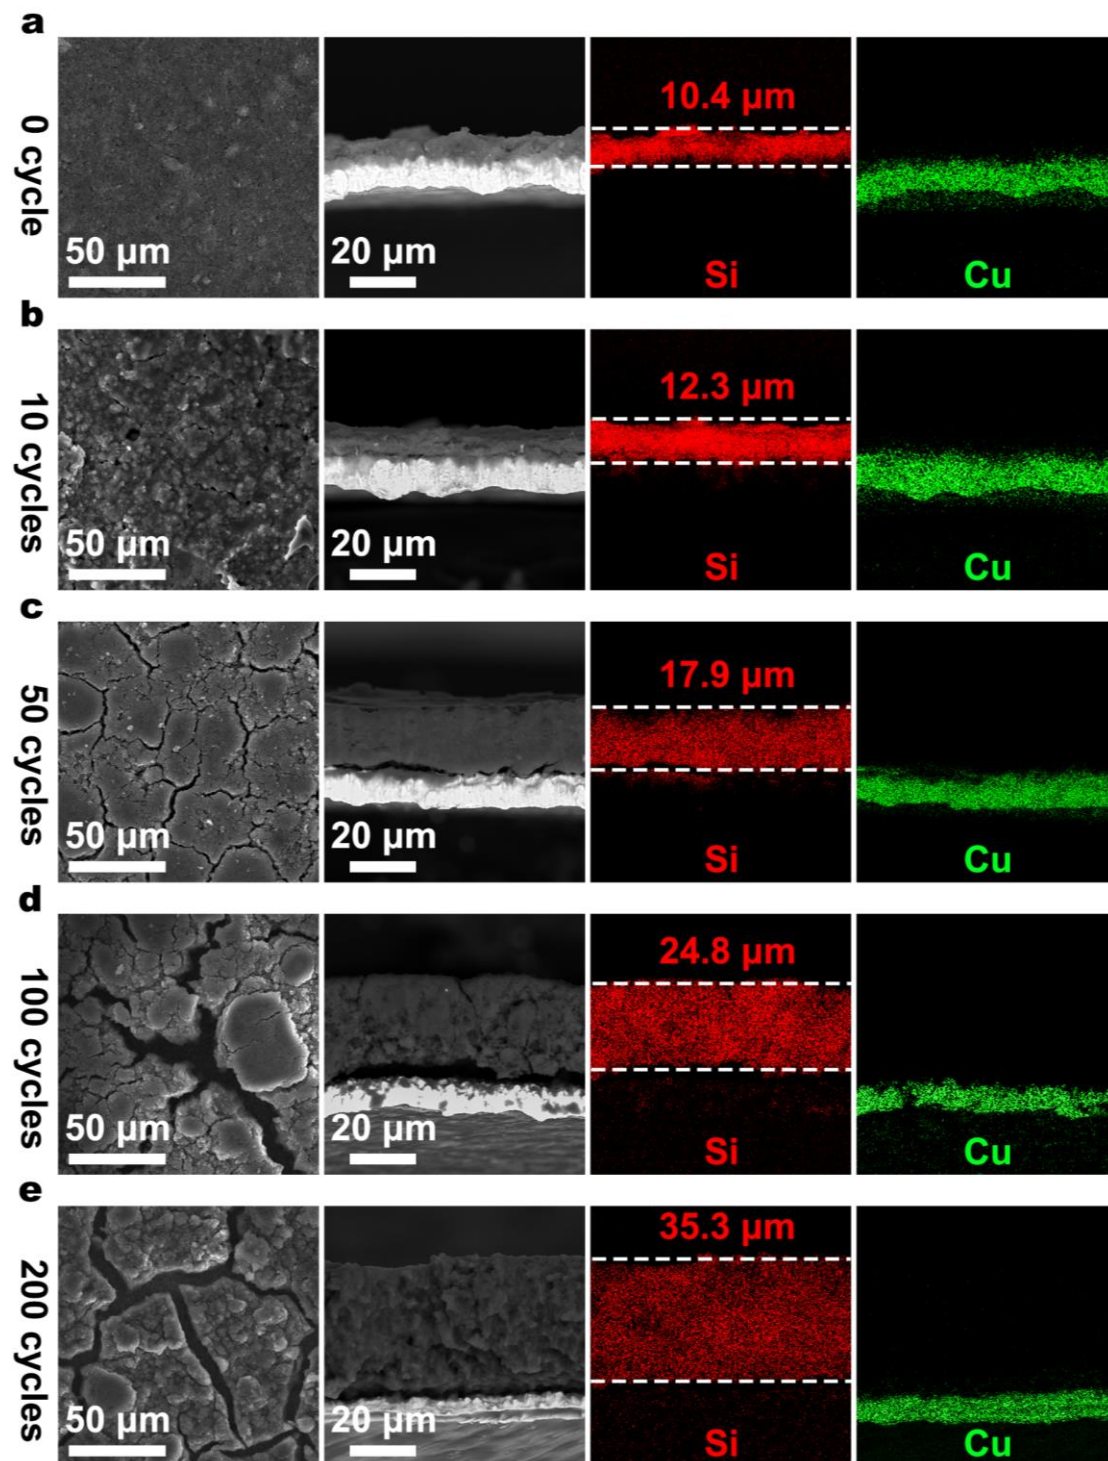 a
0 cycle
50 μm
20 μm
10.4 μm
Si
Cu
b
10 cycles
50 μm
20 μm
12.3 μm
Si
Cu
c
50 cycles
50 μm
20 μm
17.9 μm
Si
Cu
d
100 cycles
50 μm
20 μm
24.8 μm
Si
Cu
e
200 cycles
50 μm
20 μm
35.3 μm
Si
Cu